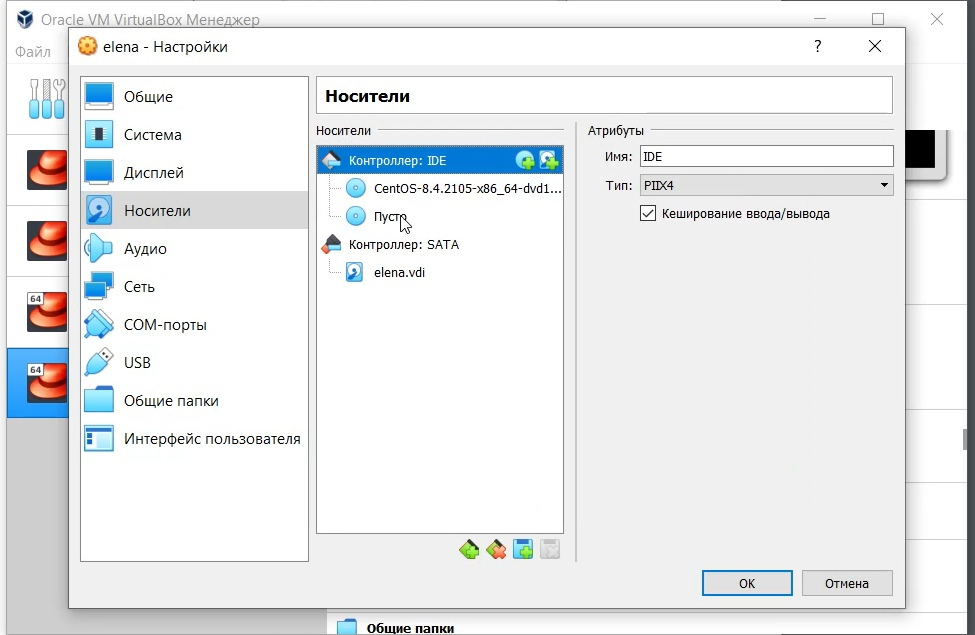 Oracle VM VirtualBox Менеджер
Файл
elena - Настройки
?
Общие
Система
Дисплей
Носители
Аудио
Сеть
COM-порты
USB
Общие папки
Интерфейс пользователя
Носители
Носители
Контроллер: IDE
CentOS-8.4.2105-x86_64-dvd1...
Пусто
Контроллер: SATA
elena.vdi
Атрибуты
Имя: IDE
Тип: PIIX4
Кеширование ввода/вывода
OK
Отмена
64
64
Общие папки